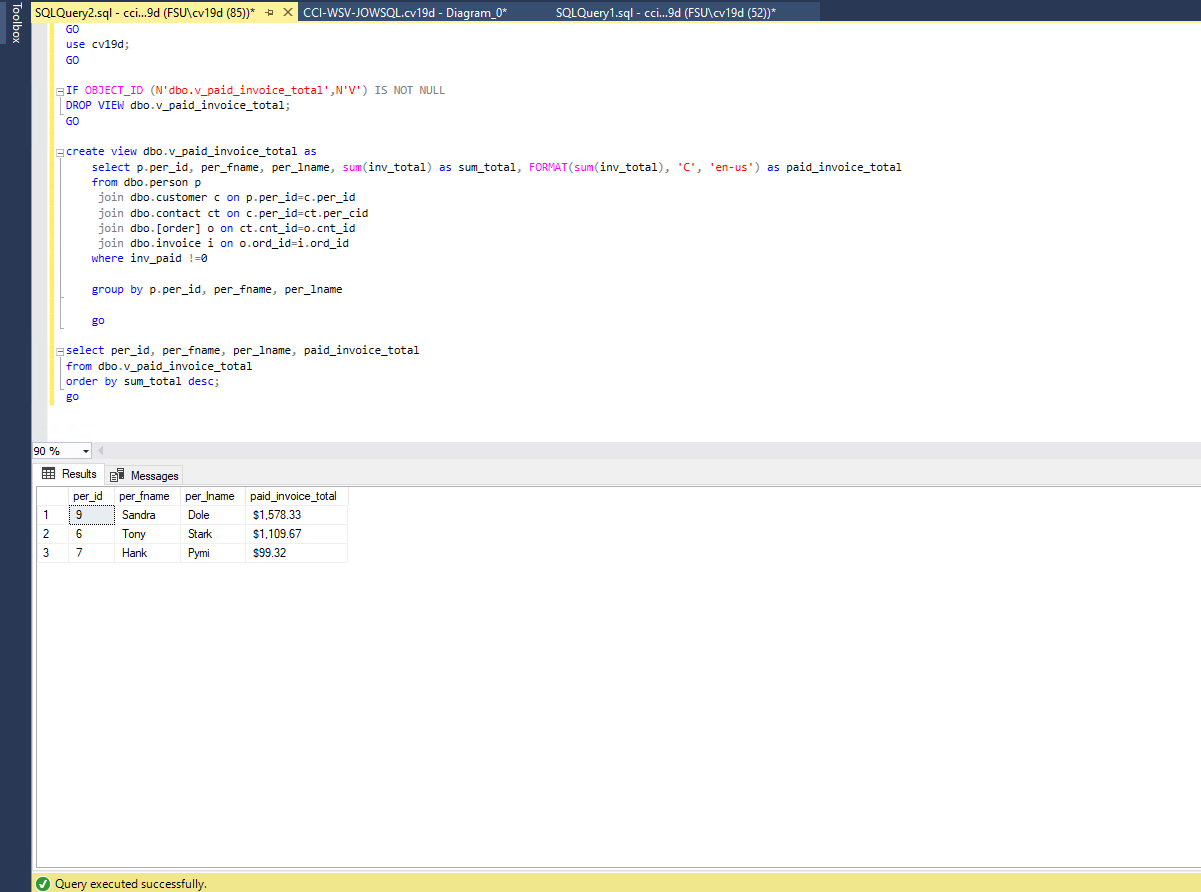 Toolbox
SQLQuery2.sql - cci...9d (FSU\cv19d (85))*
CCI-WSV-JOWSQL.cv19d - Diagram_0*
SQLQuery1.sql - cci...9d (FSU\cv19d (52))*
GO
use cv19d;
GO
IF OBJECT_ID (N'dbo.v_paid_invoice_total',N'V') IS NOT NULL
DROP VIEW dbo.v_paid_invoice_total;
GO
create view dbo.v_paid_invoice_total as
select p.per_id, per_fname, per_lname, sum(inv_total) as sum_total, FORMAT(sum(inv_total), 'C', 'en-us') as paid_invoice_total
from dbo.person p
join dbo.customer c on p.per_id=c.per_id
join dbo.contact ct on c.per_id=ct.per_cid
join dbo.[order] o on ct.cnt_id=o.cnt_id
join dbo.invoice i on o.ord_id=i.ord_id
where inv_paid !=0
group by p.per_id, per_fname, per_lname
go
select per_id, per_fname, per_lname, paid_invoice_total
from dbo.v_paid_invoice_total
order by sum_total desc;
go
90 %
Results Messages
per_id per_fname per_lname paid_invoice_total
1 9 Sandra Dole $1,578.33
2 6 Tony Stark $1,109.67
3 7 Hank Pymi $99.32
Query executed successfully.